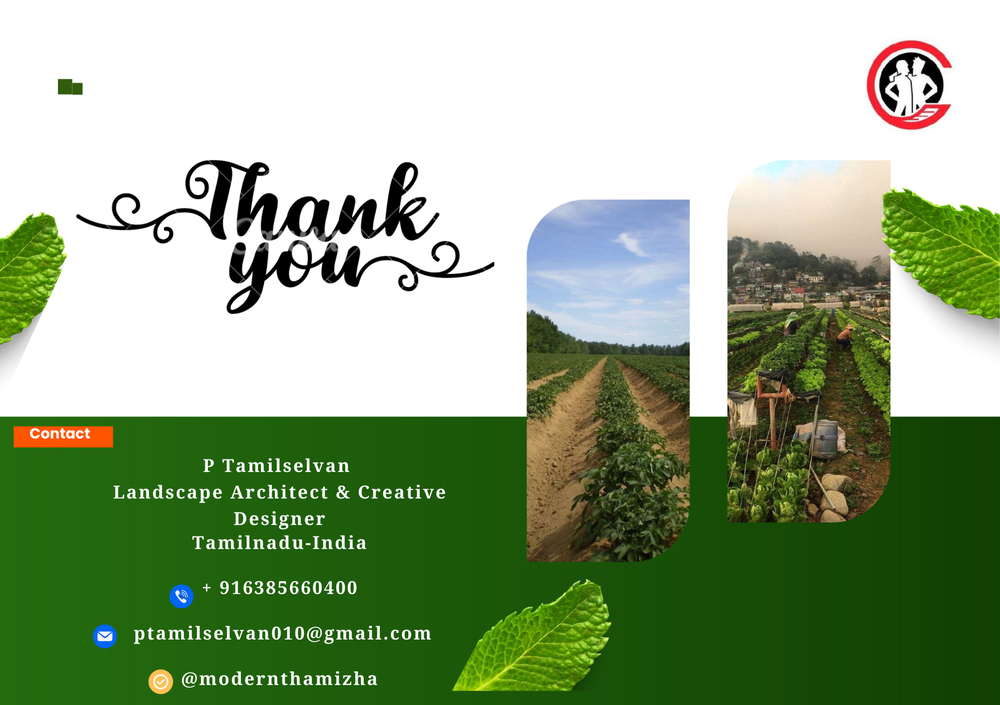 Thank
you
Contact
P Tamilselvan
Landscape Architect & Creative
Designer
Tamilnadu-India
+ 916385660400
ptamilselvan010@gmail.com
@modernthamizha